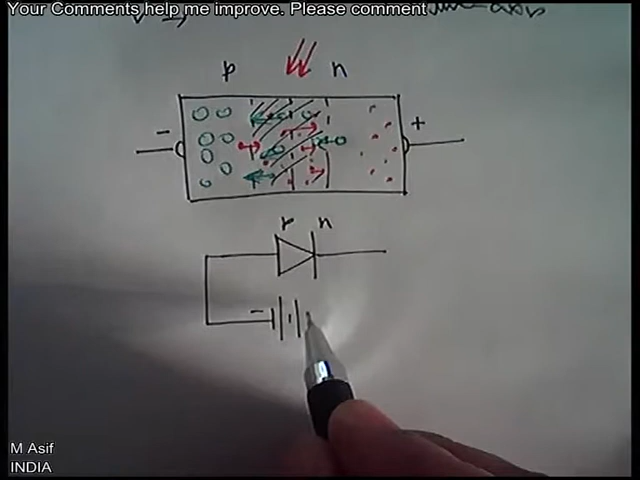 Your Comments help me improve. Please comment
p n
- +
p n
-
M Asif
INDIA